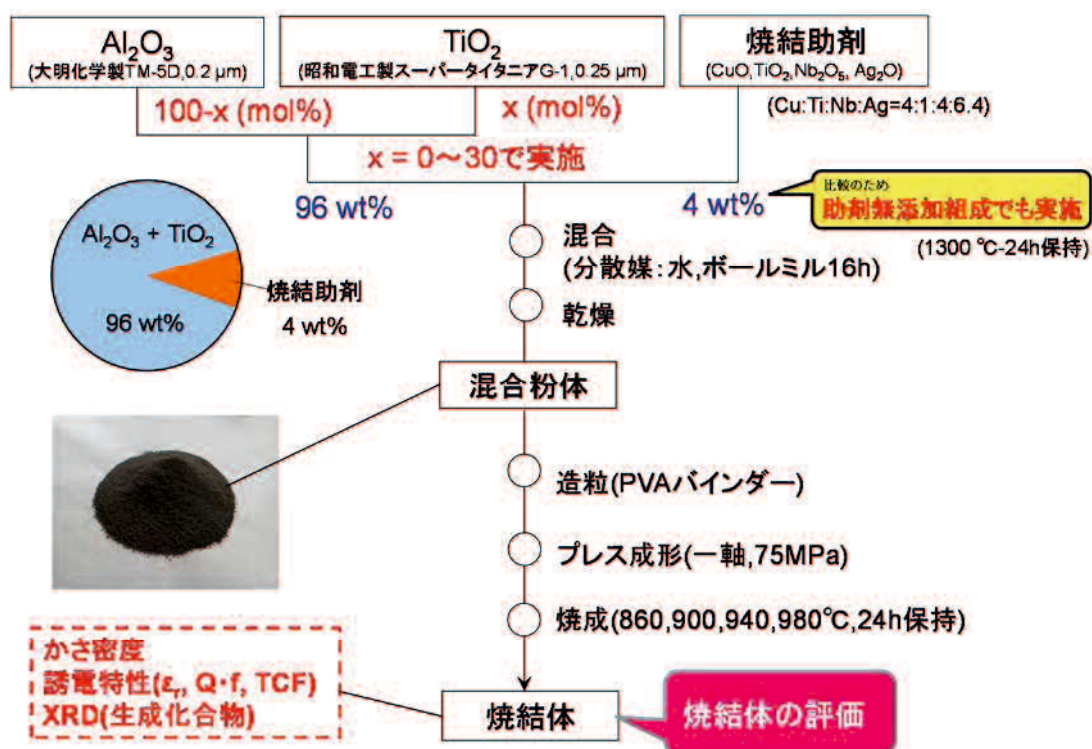 Al₂O₃
(大明化学製TM-5D,0.2 μm)
TiO₂
(昭和電工製スーパータイタニアG-1,0.25 μm)
焼結助剤
(CuO,TiO₂,Nb₂O₅, Ag₂O)
(Cu:Ti:Nb:Ag=4:1:4:6.4)
100-x (mol%)
x (mol%)
x = 0～30で実施
96 wt%
4 wt%
比較のため
助剤無添加組成でも実施
(1300 ℃-24h保持)
Al₂O₃ + TiO₂
96 wt%
焼結助剤
4 wt%
混合
(分散媒：水,ボールミル16h)
乾燥
混合粉体
造粒(PVAバインダー)
プレス成形(一軸,75MPa)
焼成(860,900,940,980℃,24h保持)
かさ密度
誘電特性(εᵣ, Q・f, TCF)
XRD(生成化合物)
焼結体
焼結体の評価